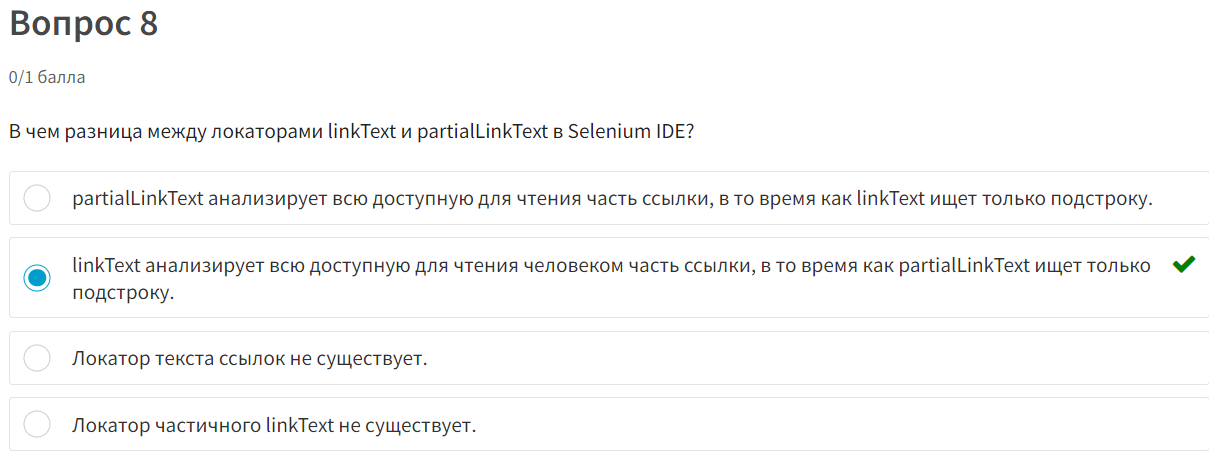 Вопрос 8
0/1 балла
В чем разница между локаторами linkText и partialLinkText в Selenium IDE?
partialLinkText анализирует всю доступную для чтения часть ссылки, в то время как linkText ищет только подстроку.
linkText анализирует всю доступную для чтения человеком часть ссылки, в то время как partialLinkText ищет только
подстроку.
Локатор текста ссылок не существует.
Локатор частичного linkText не существует.